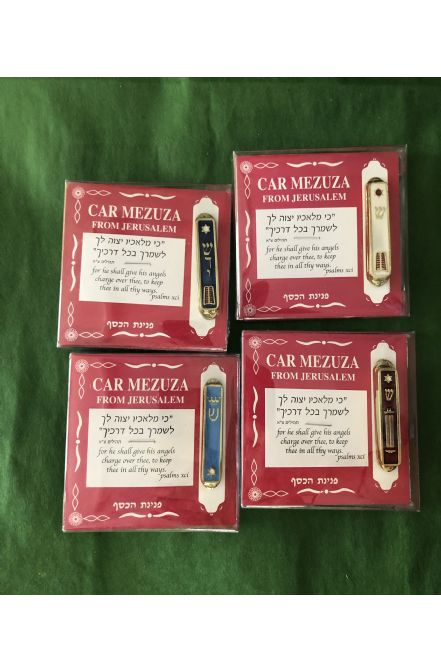 CAR MEZUZA
FROM JERUSALEM
"כי מלאכיו יצוה לך
לשמרך בכל דרכיך"
תהילים צ"א
for he shall give his angels
charge over thee, to keep
thee in all thy ways.
psalms xci
פנינת הכסף
ש
CAR MEZUZA
FROM JERUSALEM
"כי מלאכיו יצוה לך
לשמרך בכל דרכיך"
תהילים צ"א
for he shall give his angels
charge over thee, to keep
thee in all thy ways.
psalms xci
פנינת הכסף
ש
CAR MEZUZA
FROM JERUSALEM
"כי מלאכיו יצוה לך
לשמרך בכל דרכיך"
תהילים צ"א
for he shall give his angels
charge over thee, to keep
thee in all thy ways.
psalms xci
פנינת הכסף
ש
CAR MEZUZA
FROM JERUSALEM
"כי מלאכיו יצוה לך
לשמרך בכל דרכיך"
תהילים צ"א
for he shall give his angels
charge over thee, to keep
thee in all thy ways.
psalms xci
פנינת הכסף
ש